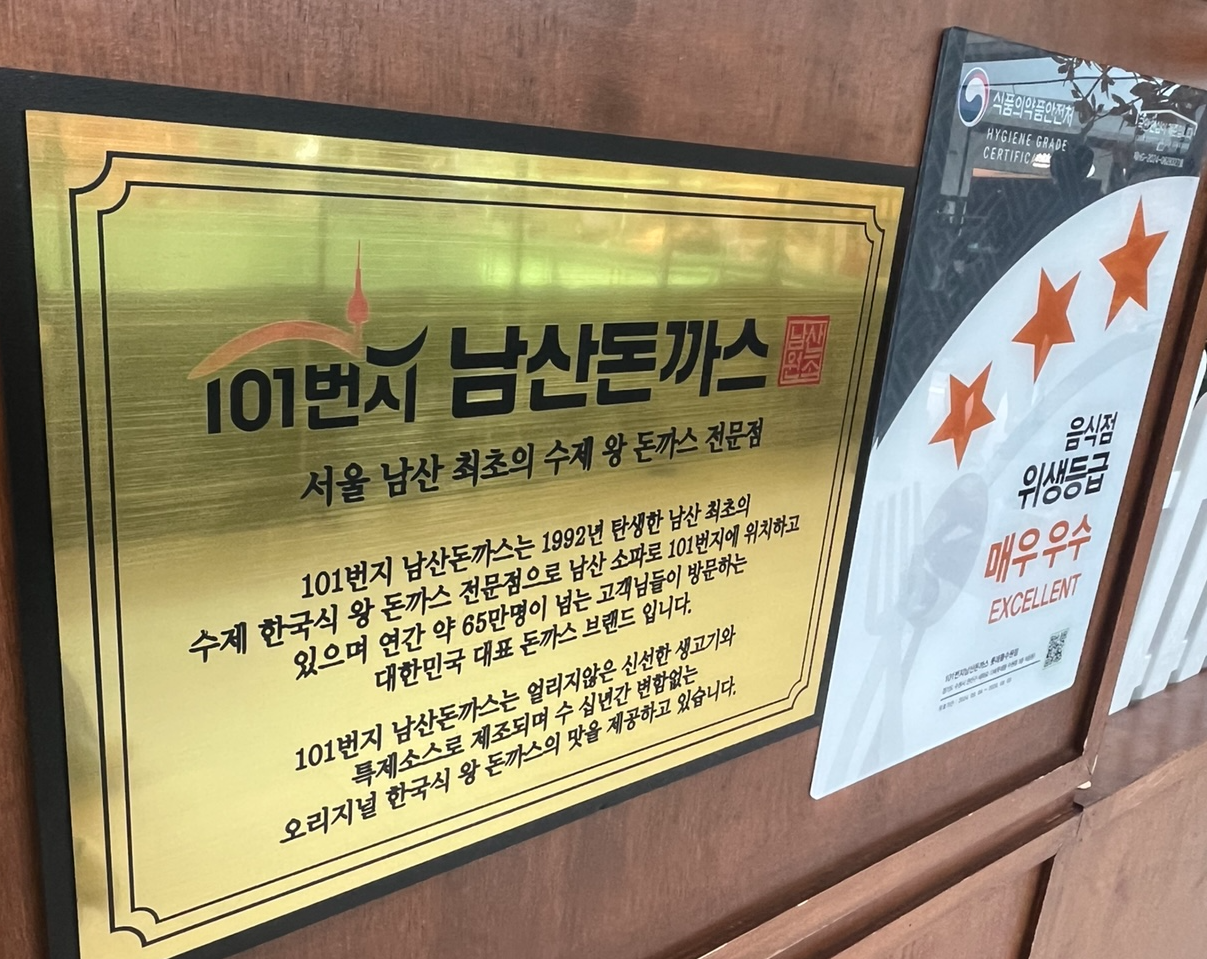 101번지 남산돈까스
남산
원조
서울 남산 최초의 수제 왕 돈까스 전문점
101번지 남산돈까스는 1992년 탄생한 남산 최초의
수제 한국식 왕 돈까스 전문점으로 남산 소파로 101번지에 위치하고
있으며 연간 약 65만명이 넘는 고객님들이 방문하는
대한민국 대표 돈까스 브랜드 입니다.
101번지 남산돈까스는 얼리지않은 신선한 생고기와
특제소스로 제조되며 수 십년간 변함없는
오리지널 한국식 왕 돈까스의 맛을 제공하고 있습니다.
식품의약품안전처
HYGIENE GRADE
음식점
위생등급
매우 우수
EXCELLENT
101번지남산돈까스